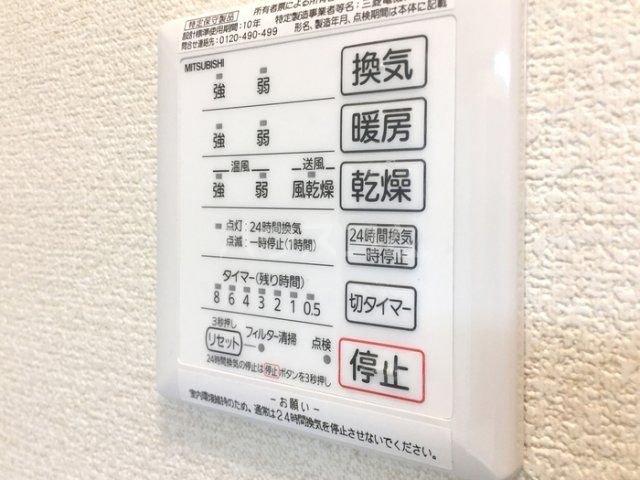 特定保守製品
所有者票による所有
設計標準使用期間：10年
特定製造事業者等名：三菱電機
問合せ連絡先：0120-490-499
形名、製造年月、点検期間は本体に記載
MITSUBISHI
強 弱 換気
強 弱 暖房
温風 送風
強 弱 風乾燥 乾燥
点灯：24時間換気
点滅：一時停止(1時間)
24時間換気
一時停止
タイマー(残り時間)
8 6 4 3 2 1 0.5
切タイマー
3秒押し
リセット フィルター清掃 点検
停止
24時間換気の停止は停止ボタンを3秒押し
－お願い－
室内環境維持のため、通常は24時間換気を停止させないでください。